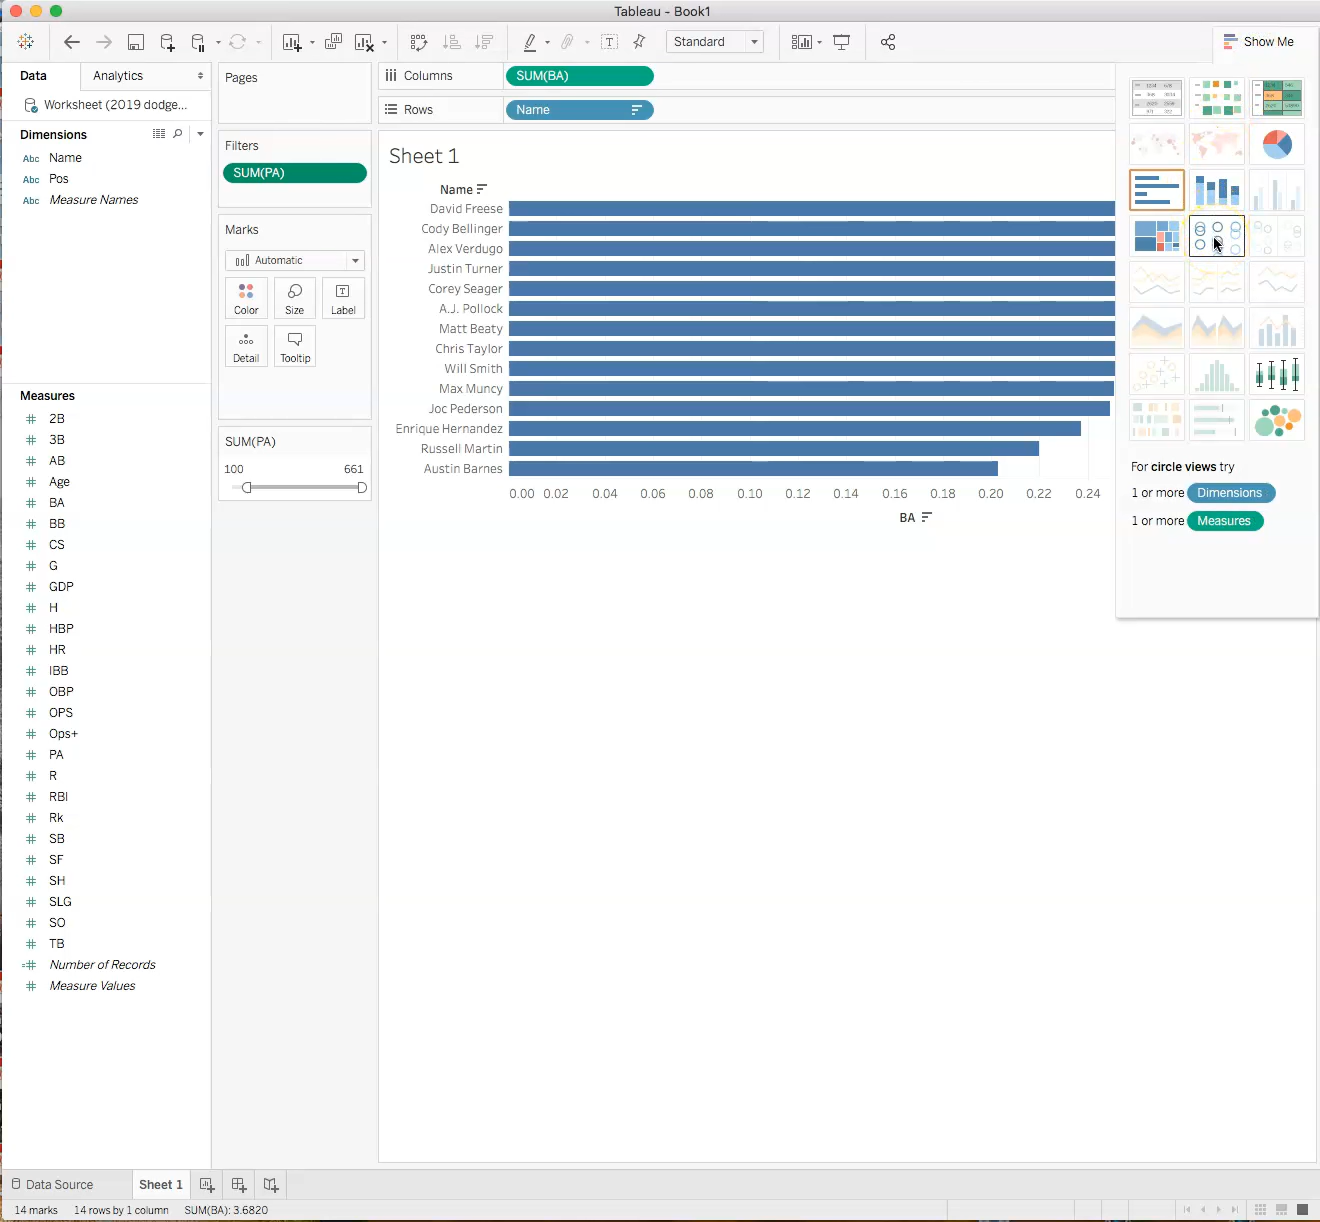 Tableau - Book1
Standard
Show Me
Data
Analytics
Pages
Columns
SUM(BA)
Worksheet (2019 dodge...
Rows
Name
Dimensions
Abc Name
Abc Pos
Abc Measure Names
Filters
SUM(PA)
Sheet 1
Name
David Freese
Cody Bellinger
Alex Verdugo
Justin Turner
Corey Seager
A.J. Pollock
Matt Beaty
Chris Taylor
Will Smith
Max Muncy
Joc Pederson
Enrique Hernandez
Russell Martin
Austin Barnes
0.00 0.02 0.04 0.06 0.08 0.10 0.12 0.14 0.16 0.18 0.20 0.22 0.24
BA
Marks
Automatic
Color
Size
Label
Detail
Tooltip
SUM(PA)
100 661
Measures
2B
3B
AB
Age
BA
BB
CS
G
GDP
H
HBP
HR
IBB
OBP
OPS
Ops+
PA
R
RBI
Rk
SB
SF
SH
SLG
SO
TB
Number of Records
Measure Values
For circle views try
1 or more Dimensions
1 or more Measures
Data Source
Sheet 1
14 marks 14 rows by 1 column SUM(BA): 3.6820